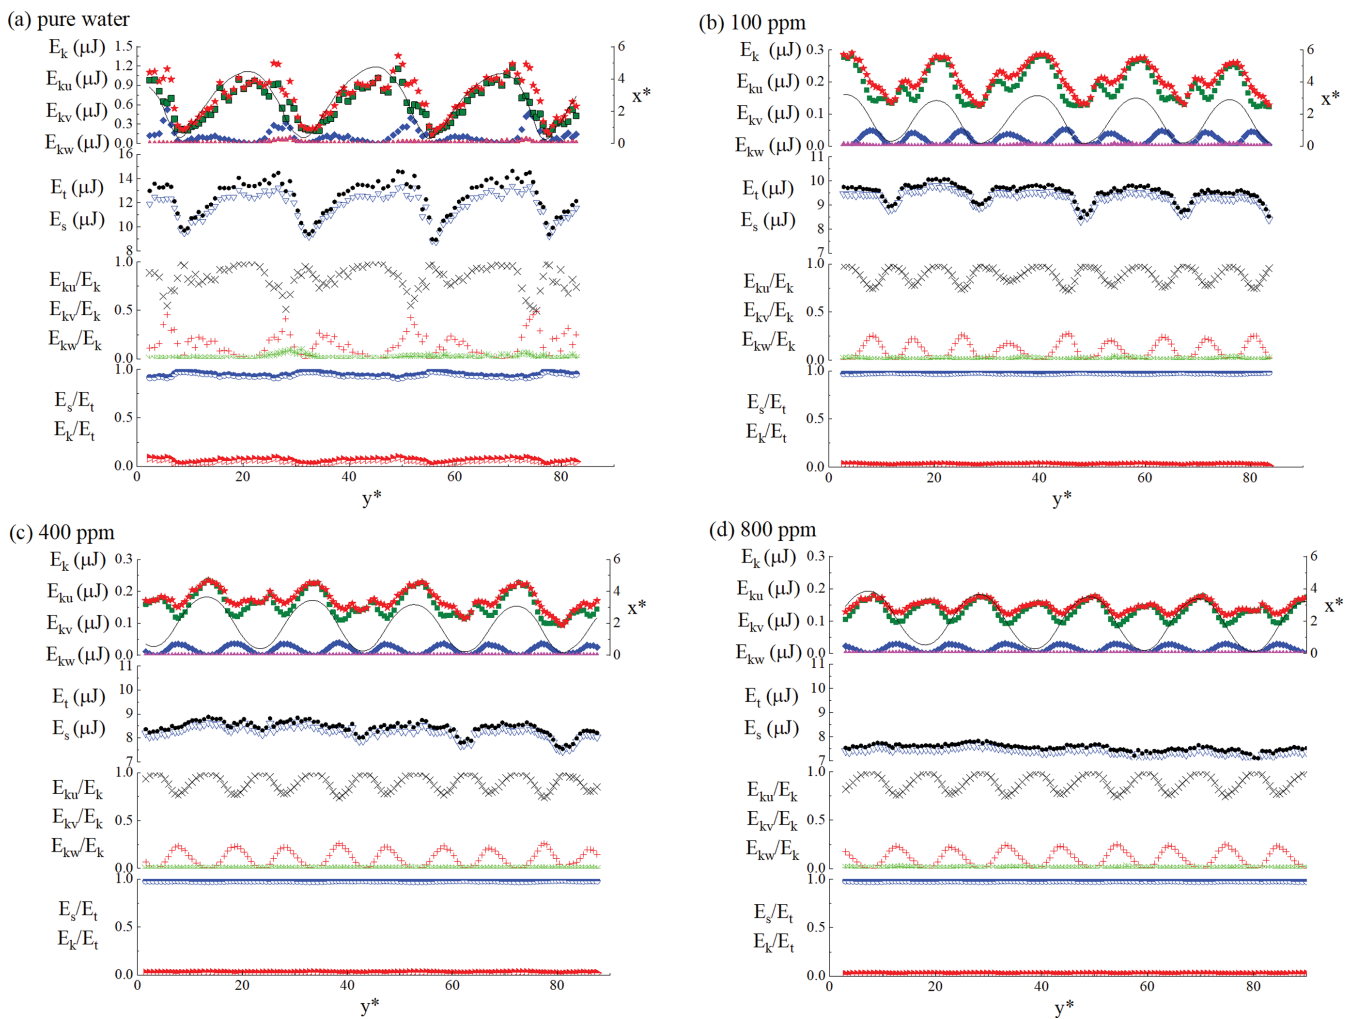 (a) pure water
E_k (μJ)
E_ku (μJ)
E_kv (μJ)
E_kw (μJ)
1.5
1.2
0.9
0.6
0.3
0.0
6
4
2
0
x*
E_t (μJ)
E_s (μJ)
16
14
12
10
8
E_ku/E_k
E_kv/E_k
E_kw/E_k
1.0
0.5
0.0
E_s/E_t
E_k/E_t
1.0
0.5
0.0
0 20 40 60 80
y*
(b) 100 ppm
E_k (μJ)
E_ku (μJ)
E_kv (μJ)
E_kw (μJ)
0.3
0.2
0.1
0.0
6
4
2
0
x*
E_t (μJ)
E_s (μJ)
11
10
9
8
7
E_ku/E_k
E_kv/E_k
E_kw/E_k
1.0
0.5
0.0
E_s/E_t
E_k/E_t
1.0
0.5
0.0
0 20 40 60 80
y*
(c) 400 ppm
E_k (μJ)
E_ku (μJ)
E_kv (μJ)
E_kw (μJ)
0.3
0.2
0.1
0.0
6
4
2
0
x*
E_t (μJ)
E_s (μJ)
11
10
9
8
7
E_ku/E_k
E_kv/E_k
E_kw/E_k
1.0
0.5
0.0
E_s/E_t
E_k/E_t
1.0
0.5
0.0
0 20 40 60 80
y*
(d) 800 ppm
E_k (μJ)
E_ku (μJ)
E_kv (μJ)
E_kw (μJ)
0.3
0.2
0.1
0.0
6
4
2
0
x*
E_t (μJ)
E_s (μJ)
11
10
9
8
7
E_ku/E_k
E_kv/E_k
E_kw/E_k
1.0
0.5
0.0
E_s/E_t
E_k/E_t
1.0
0.5
0.0
0 20 40 60 80
y*